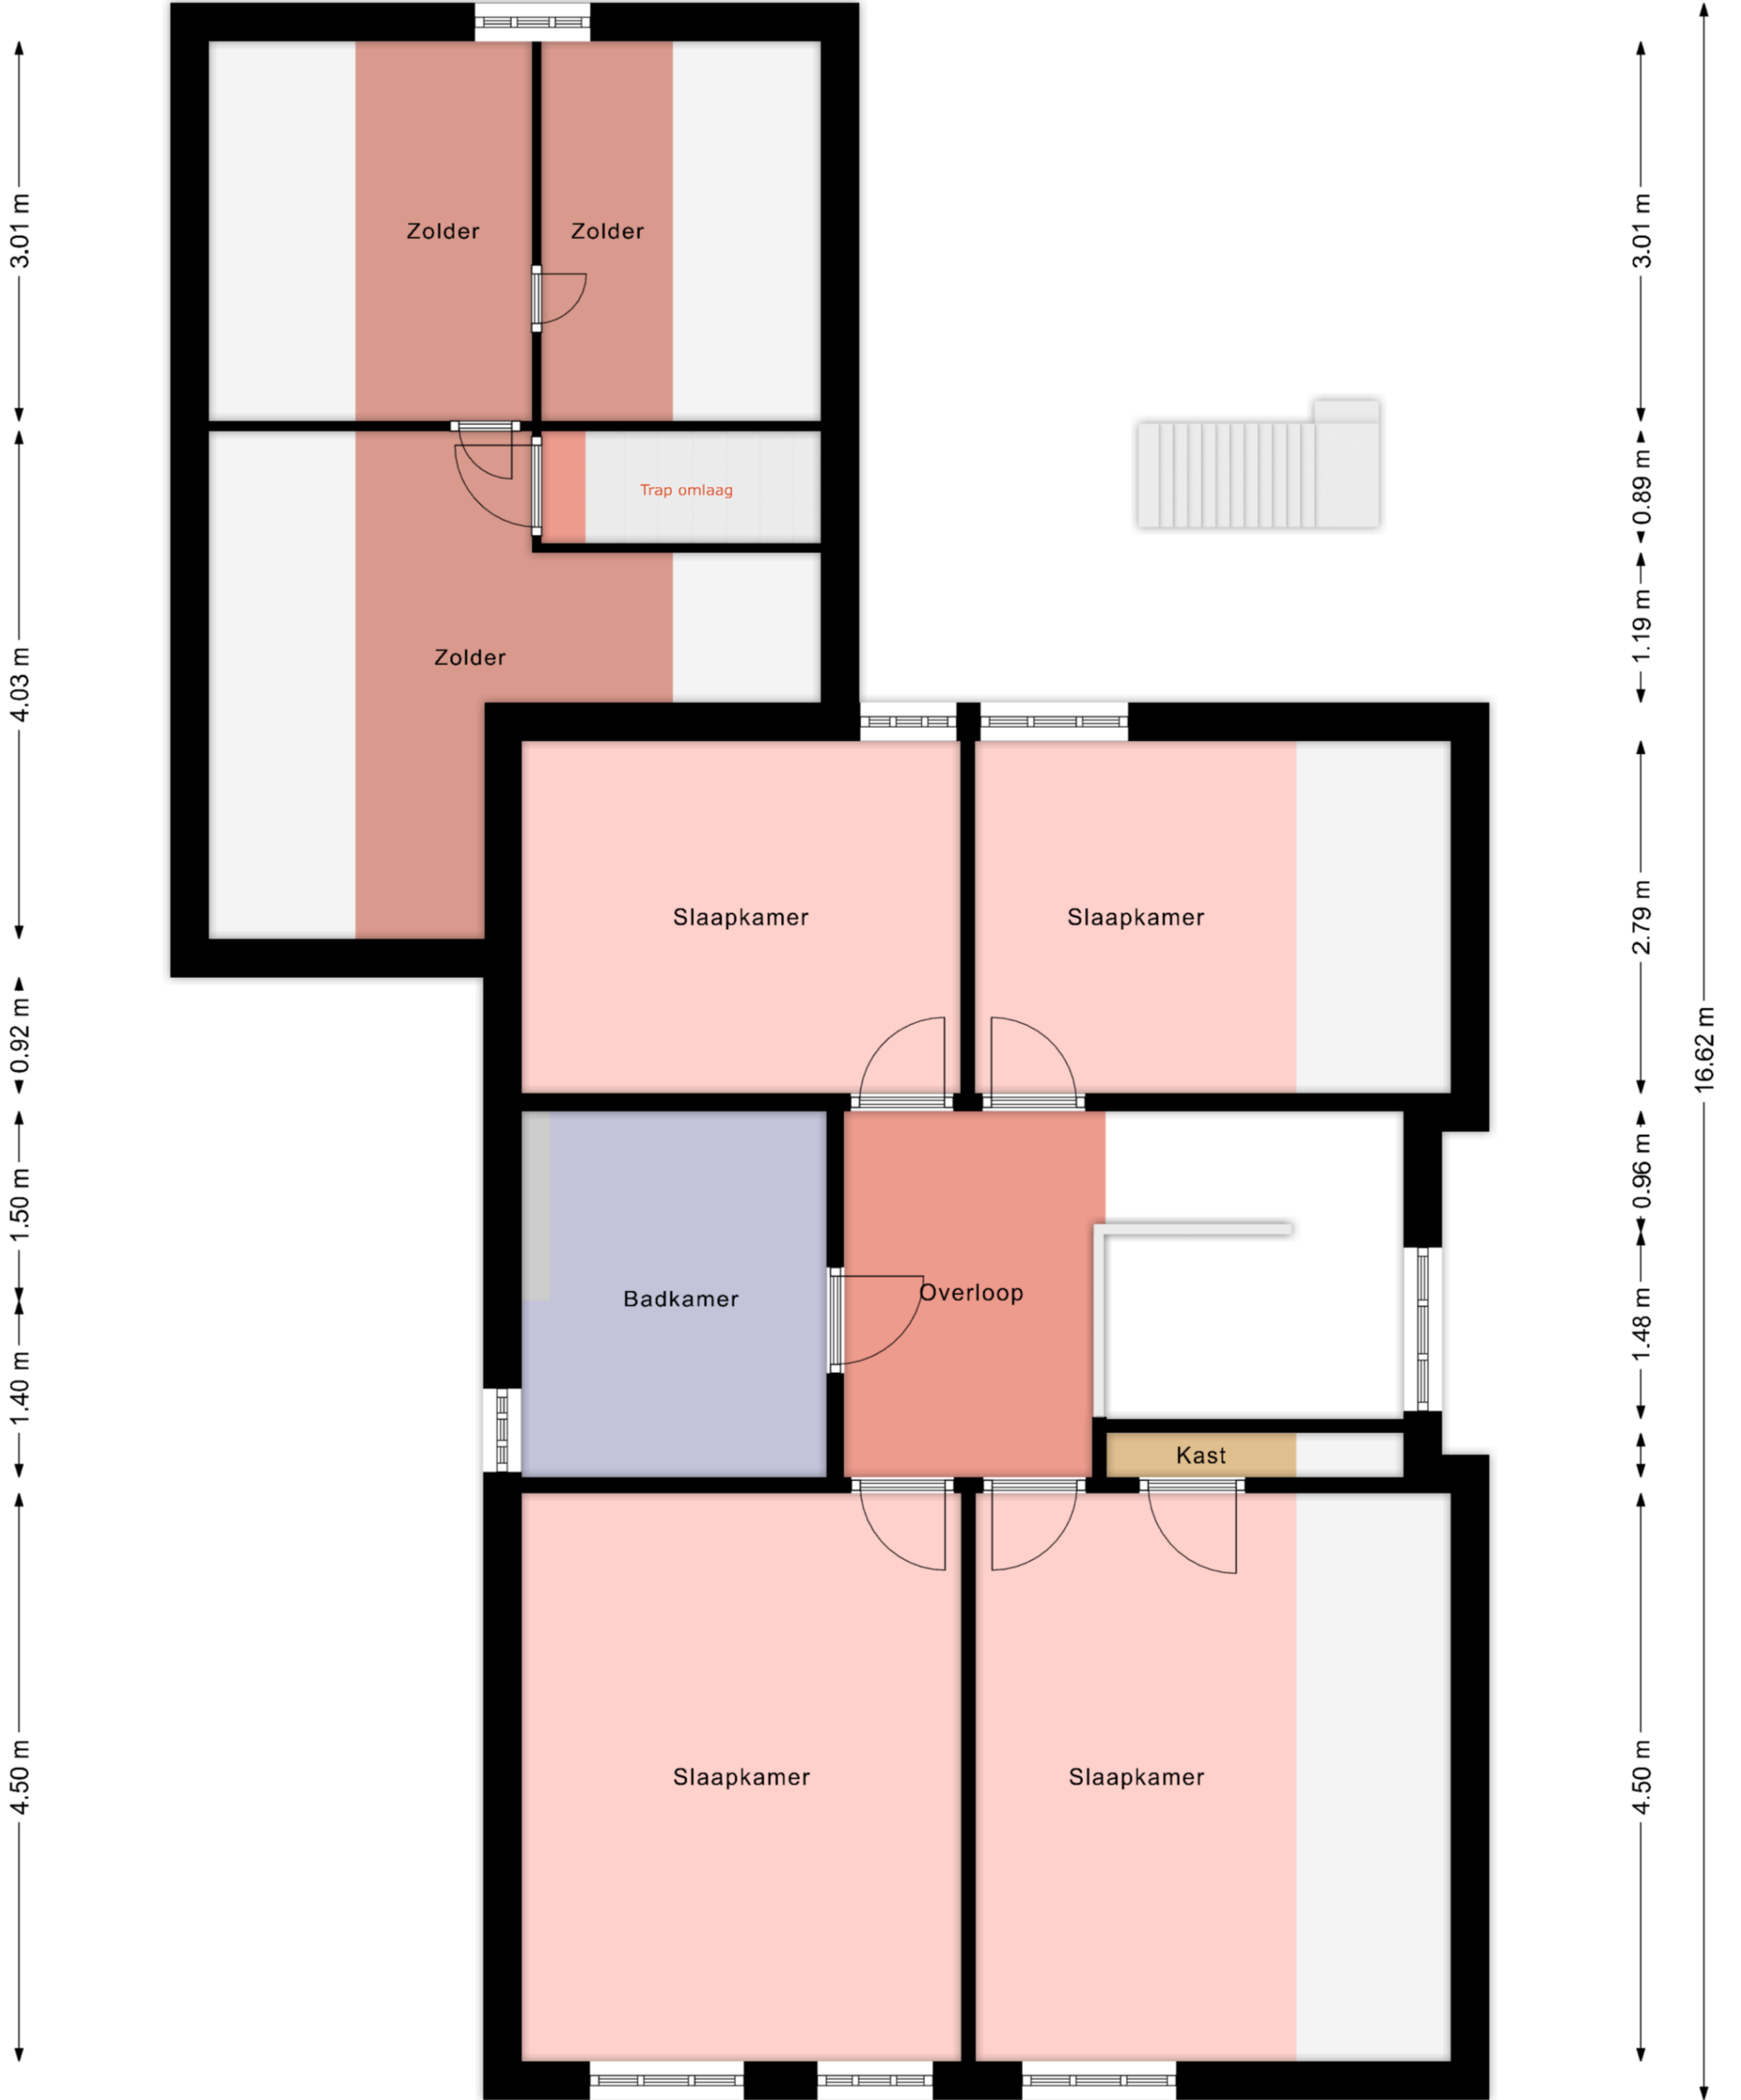 3.01 m
4.03 m
0.92 m
1.50 m
1.40 m
4.50 m
Zolder
Zolder
Trap omlaag
Zolder
Slaapkamer
Slaapkamer
Badkamer
Overloop
Kast
Slaapkamer
Slaapkamer
3.01 m
0.89 m
1.19 m
2.79 m
0.96 m
1.48 m
4.50 m
16.62 m